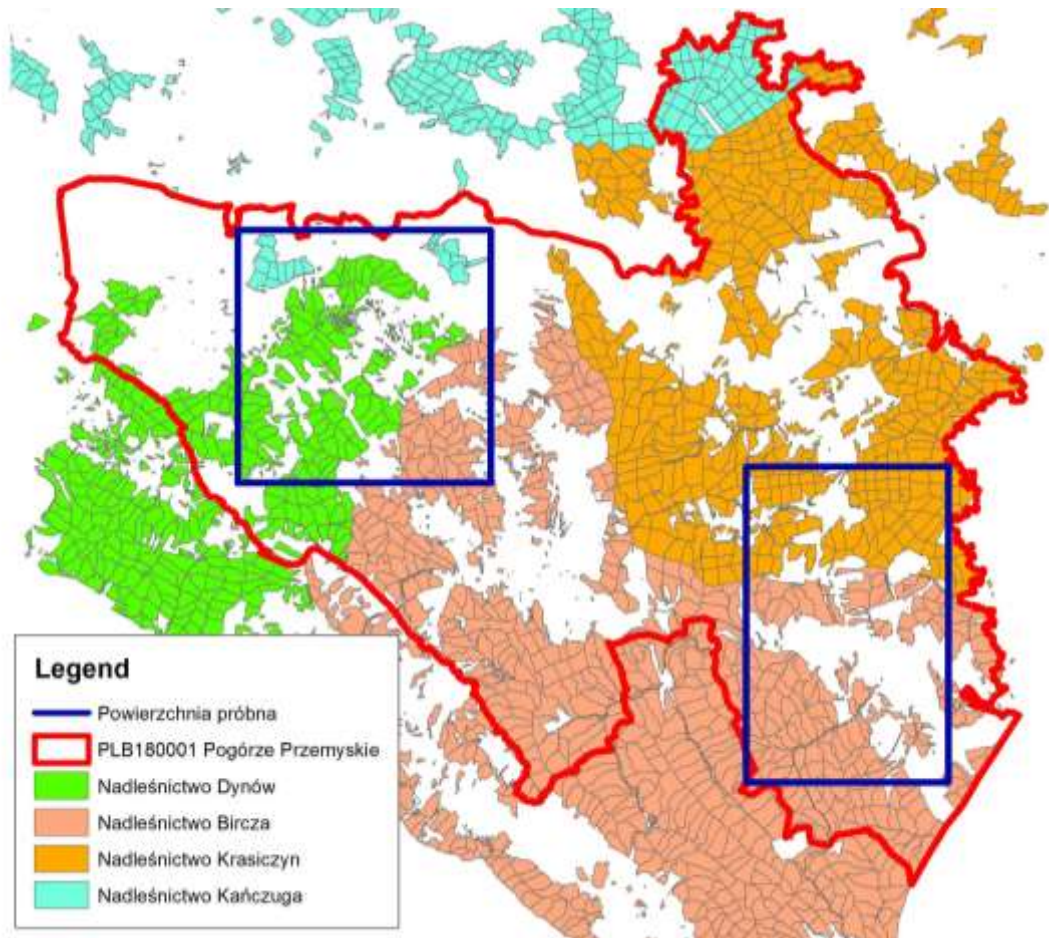 Legend
Powierzchnia próbna
PLB180001 Pogórze Przemyskie
Nadleśnictwo Dynów
Nadleśnictwo Bircza
Nadleśnictwo Krasiczyn
Nadleśnictwo Kańczuga